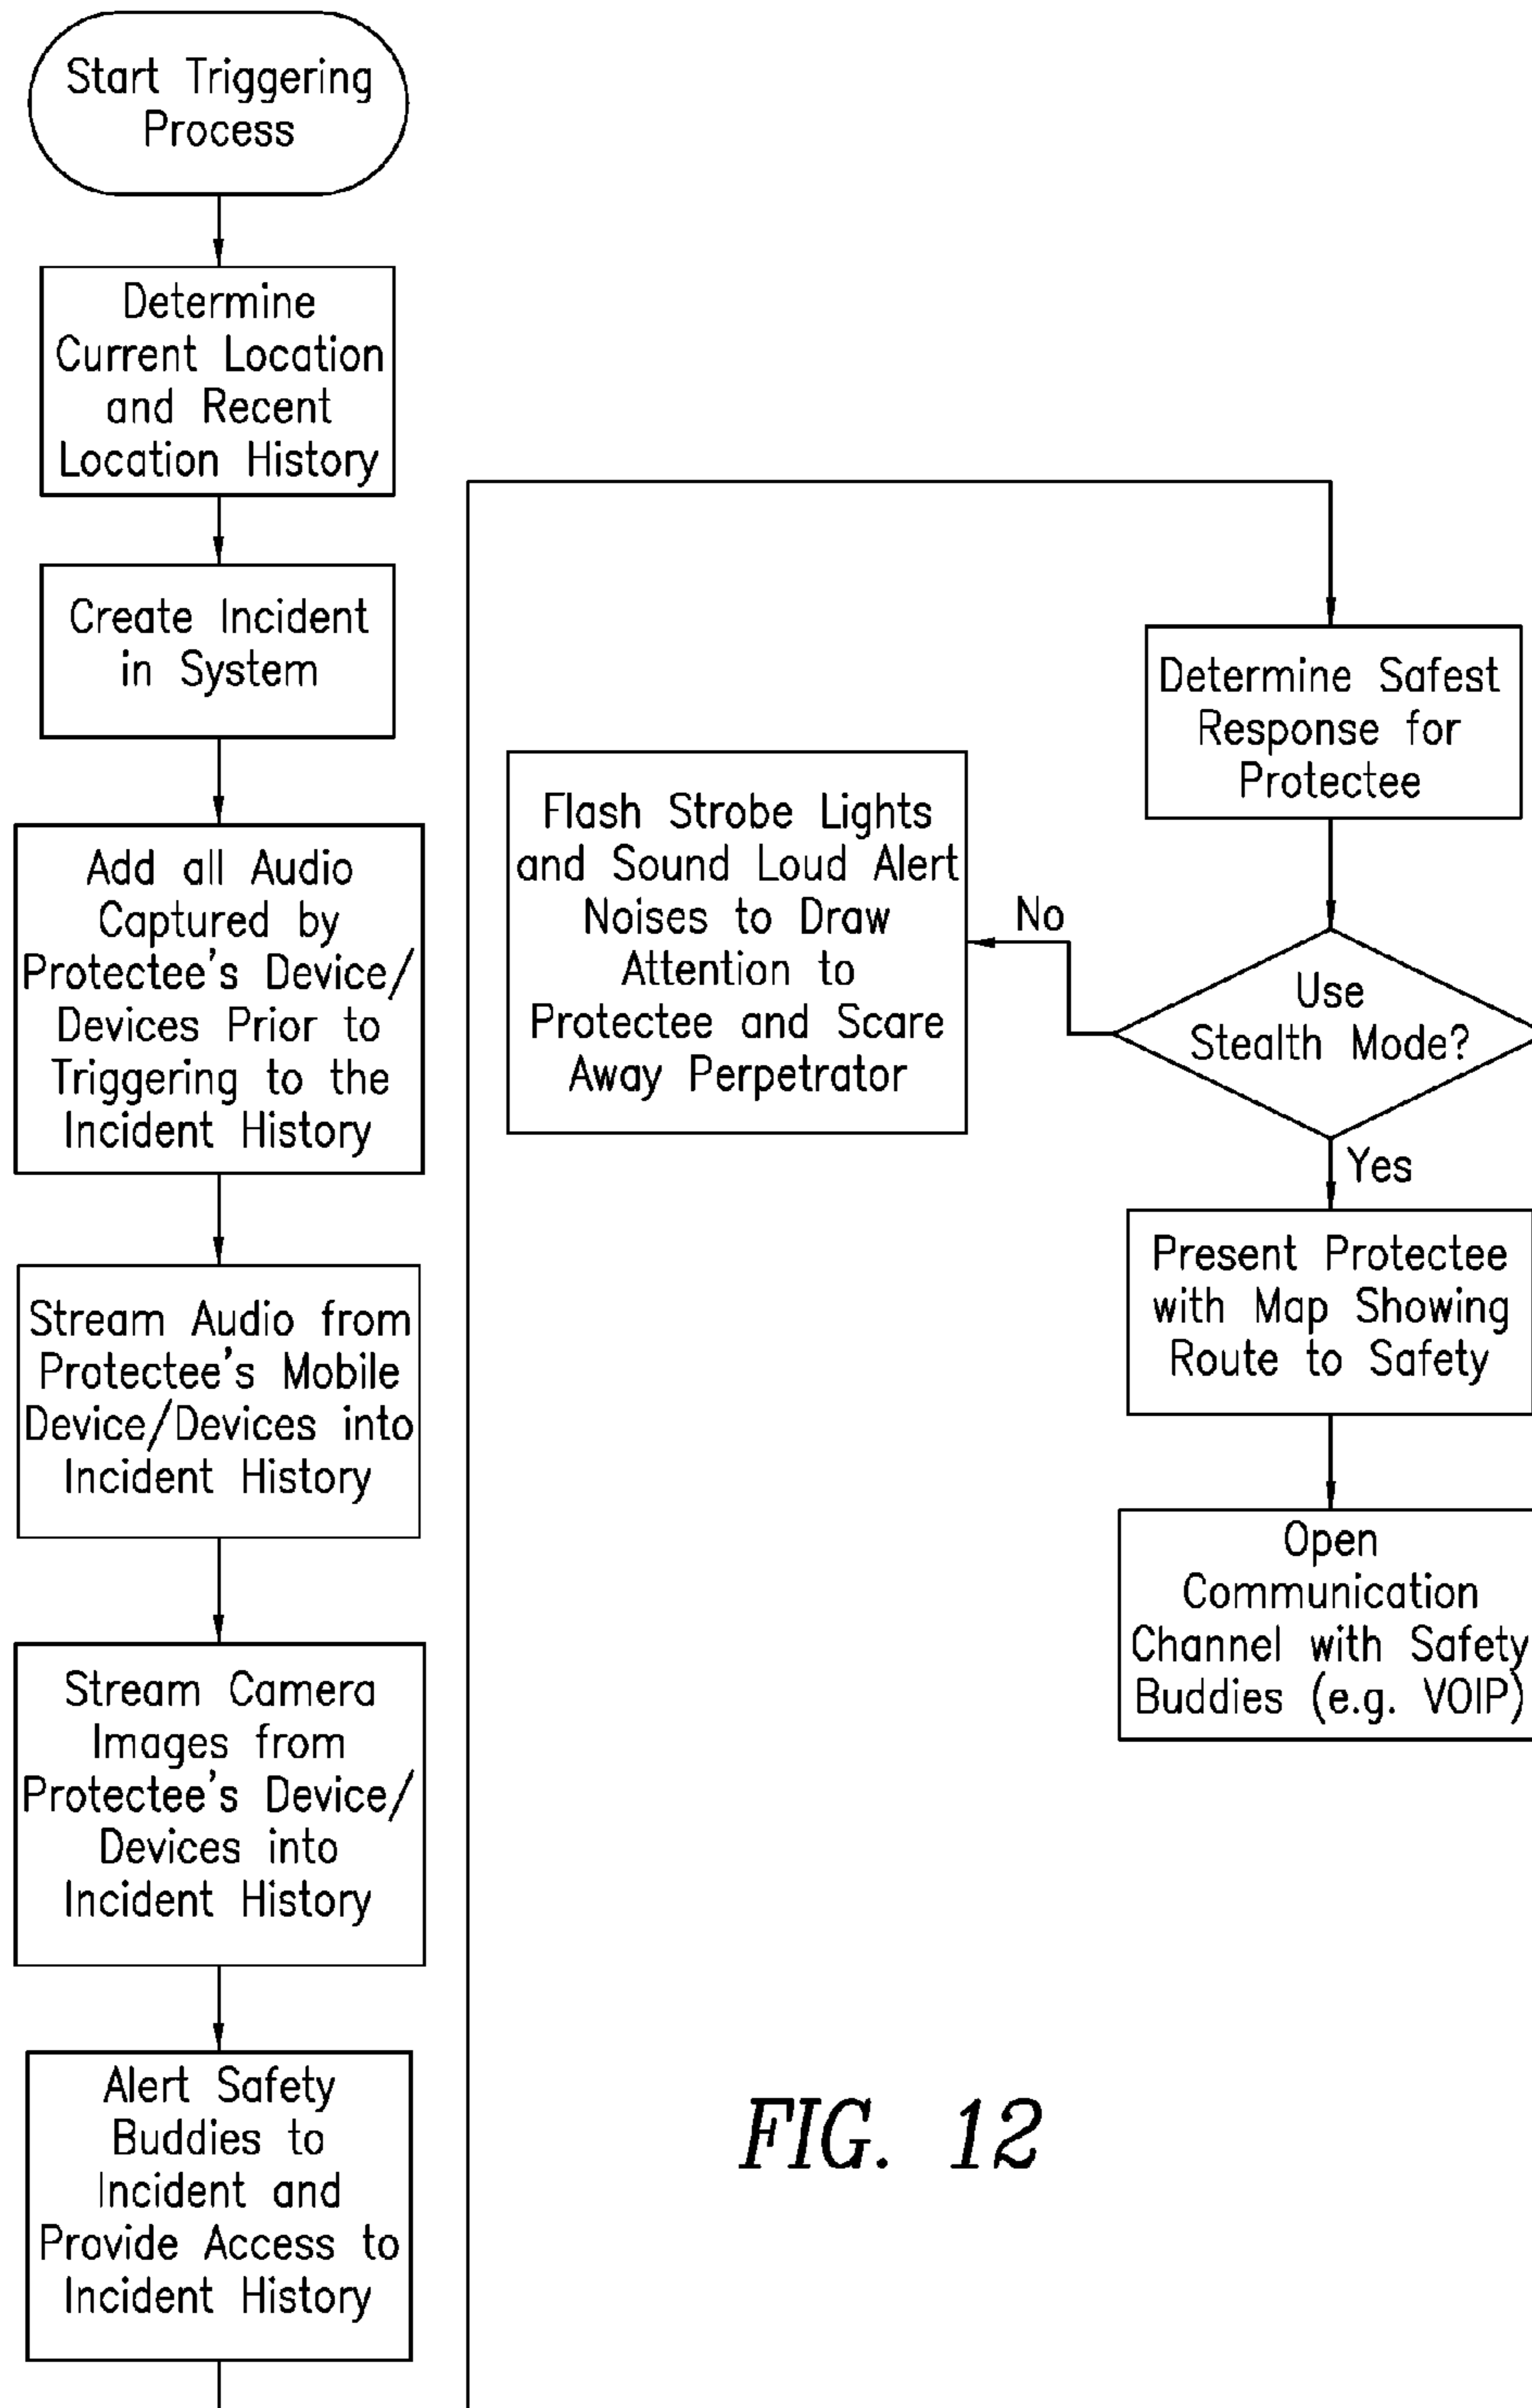 Start Triggering
Process
Determine
Current Location
and Recent
Location History
Create Incident
in System
Add all Audio
Captured by
Protectee's Device/
Devices Prior to
Triggering to the
Incident History
Stream Audio from
Protectee's Mobile
Device/Devices into
Incident History
Stream Camera
Images from
Protectee's Device/
Devices into
Incident History
Alert Safety
Buddies to
Incident and
Provide Access to
Incident History
Determine Safest
Response for
Protectee
Use
Stealth Mode?
No
Flash Strobe Lights
and Sound Loud Alert
Noises to Draw
Attention to
Protectee and Scare
Away Perpetrator
Yes
Present Protectee
with Map Showing
Route to Safety
Open
Communication
Channel with Safety
Buddies (e.g. VOIP)
FIG. 12